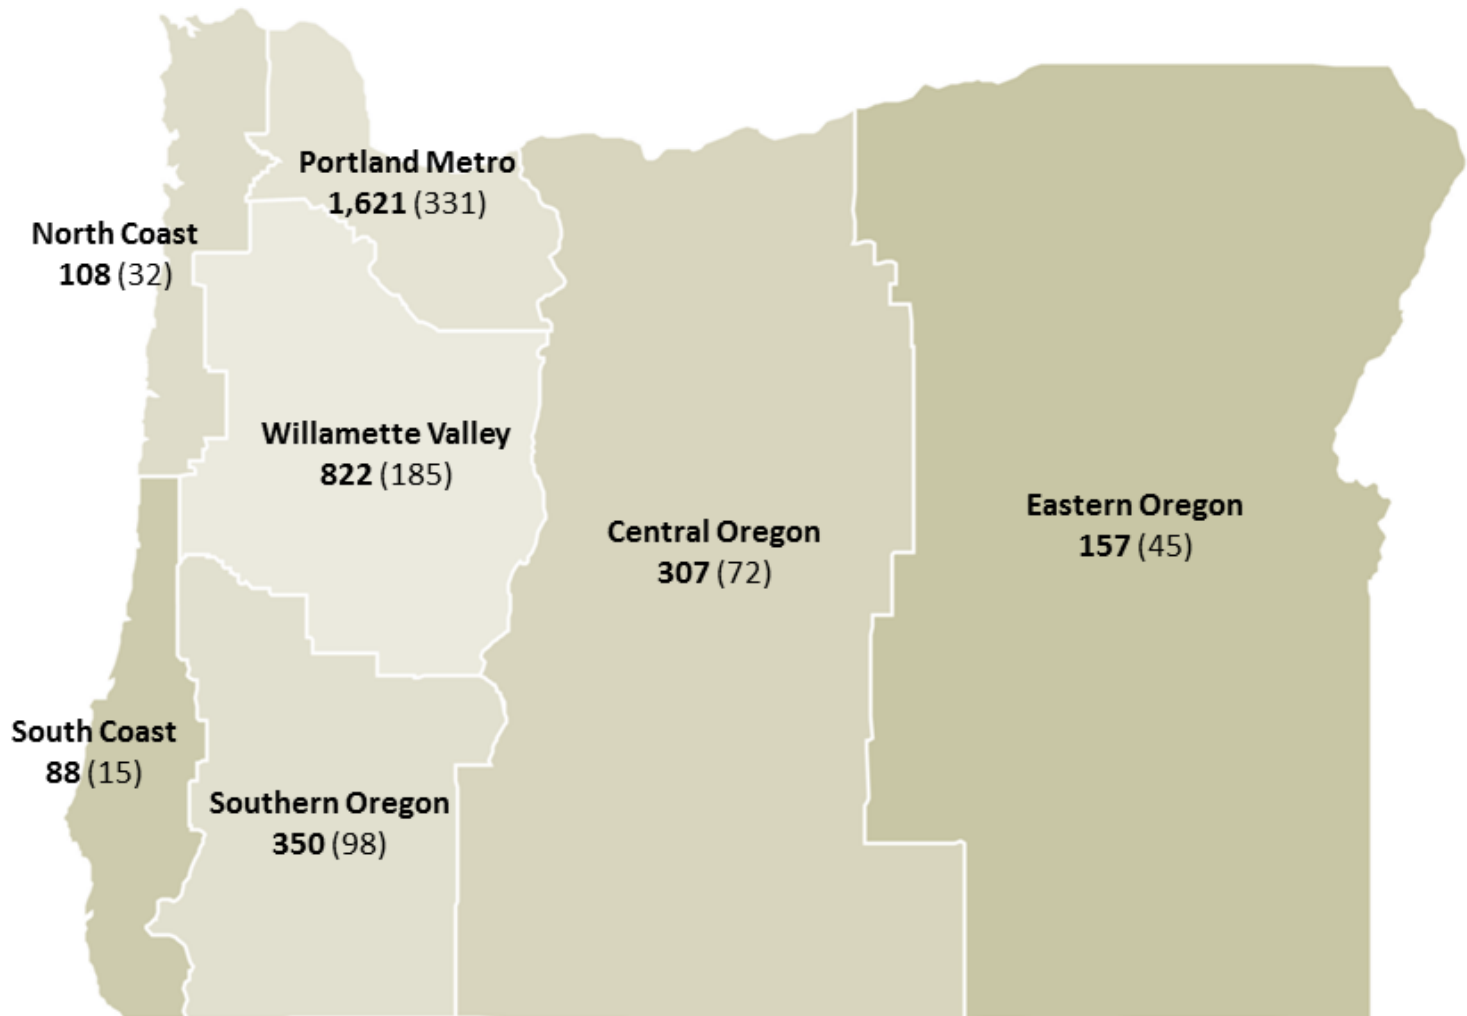 Portland Metro
1,621 (331)
North Coast
108 (32)
Willamette Valley
822 (185)
Central Oregon
307 (72)
Eastern Oregon
157 (45)
South Coast
88 (15)
Southern Oregon
350 (98)